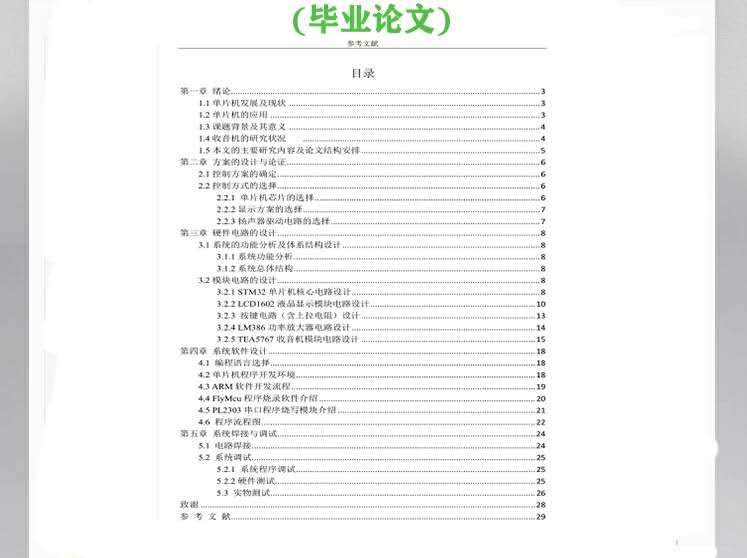 (毕业论文)
参考文献
目录
第一章 绪论.....3
1.1 单片机发展及现状.....3
1.2 单片机的应用.....3
1.3 课题背景及其意义.....4
1.4 收音机的研究状况.....4
1.5 本文的主要研究内容及论文结构安排.....5
第二章 方案的设计与论证.....6
2.1 控制方案的确定.....6
2.2 控制方式的选择.....6
2.2.1 单片机芯片的选择.....6
2.2.2 显示方案的选择.....7
2.2.3 扬声器驱动电路的选择.....7
第三章 硬件电路的设计.....8
3.1 系统的功能分析及体系结构设计.....8
3.1.1 系统功能分析.....8
3.1.2 系统总体结构.....8
3.2 模块电路的设计.....8
3.2.1 STM32 单片机核心电路设计.....8
3.2.2 LCD1602 液晶显示模块电路设计.....10
3.2.3 按键电路（含上拉电阻）设计.....13
3.2.4 LM386 功率放大器电路设计.....14
3.2.5 TEA5767 收音机模块电路设计.....15
第四章 系统软件设计.....18
4.1 编程语言选择.....18
4.2 单片机程序开发环境.....18
4.3 ARM 软件开发流程.....19
4.4 FlyMcu 程序烧录软件介绍.....20
4.5 PL2303 串口程序烧写模块介绍.....21
4.6 程序流程图.....22
第五章 系统焊接与调试.....24
5.1 电路焊接.....24
5.2 系统调试.....25
5.2.1 系统程序调试.....25
5.2.2 硬件测试.....25
5.3 实物测试.....26
致谢.....28
参 考 文 献.....29